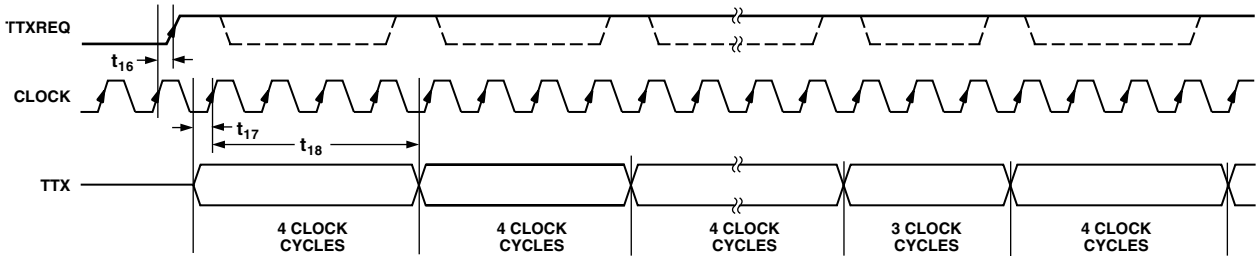 TTXREQ
t16
CLOCK
t17
t18
TTX
4 CLOCK
CYCLES
4 CLOCK
CYCLES
4 CLOCK
CYCLES
3 CLOCK
CYCLES
4 CLOCK
CYCLES